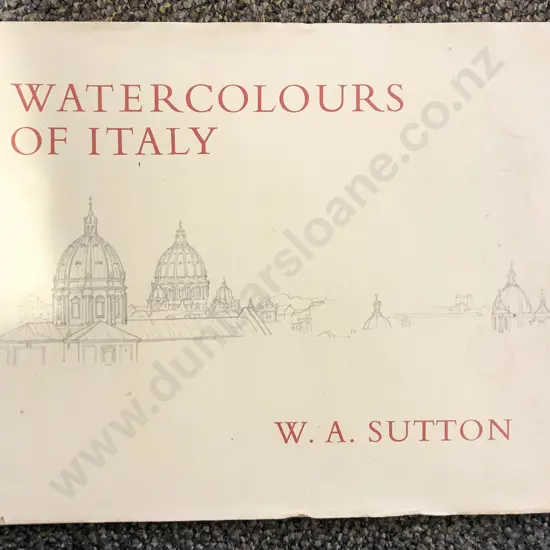 WATERCOLOURS
OF ITALY
W. A. SUTTON
www.dunbarsloane.co.nz